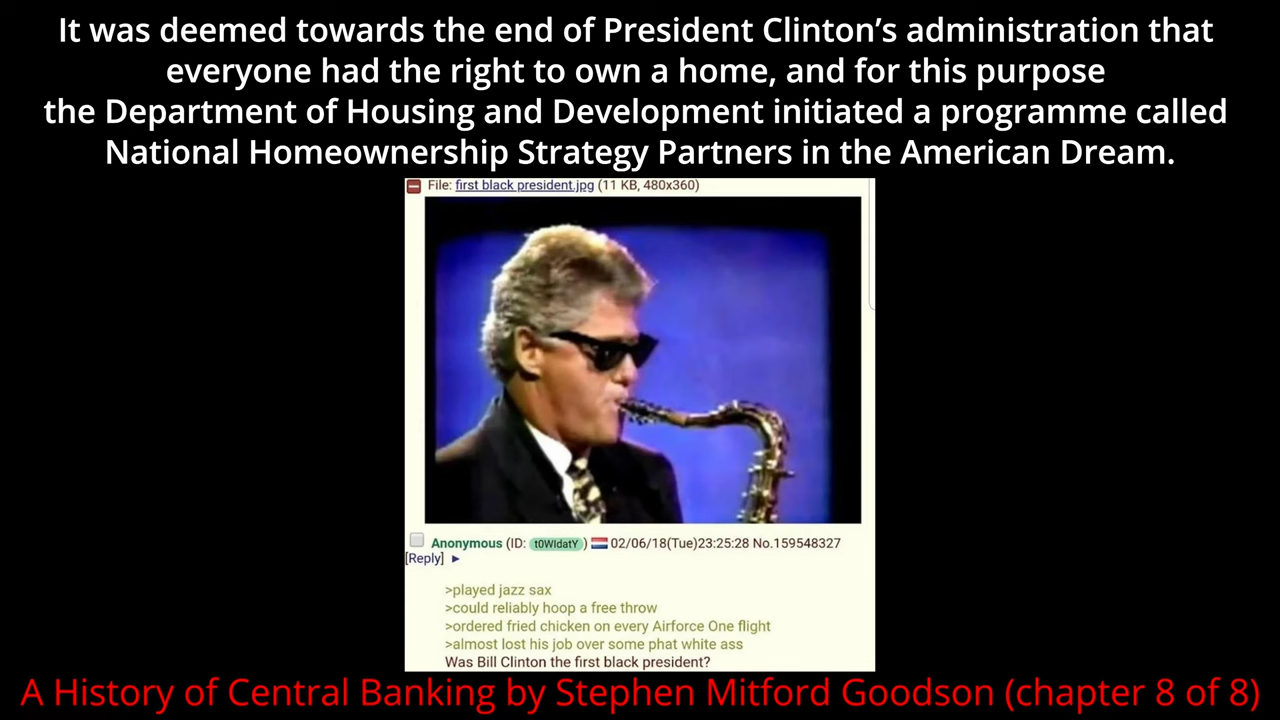 It was deemed towards the end of President Clinton’s administration that
everyone had the right to own a home, and for this purpose
the Department of Housing and Development initiated a programme called
National Homeownership Strategy Partners in the American Dream.
File: first black president.jpg (11 KB, 480x360)
Anonymous (ID: t0WIdatY) 02/06/18(Tue)23:25:28 No.159548327
[Reply] ►
>played jazz sax
>could reliably hoop a free throw
>ordered fried chicken on every Airforce One flight
>almost lost his job over some phat white ass
Was Bill Clinton the first black president?
A History of Central Banking by Stephen Mitford Goodson (chapter 8 of 8)